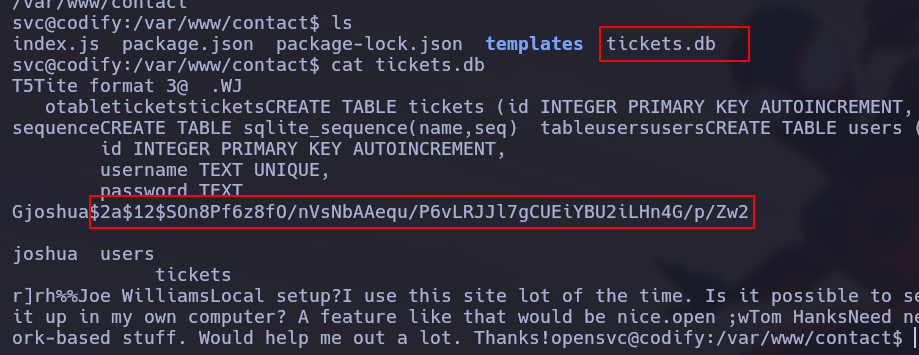 /var/www/contact
svc@codify:/var/www/contact$ ls
index.js  package.json  package-lock.json  templates  tickets.db
svc@codify:/var/www/contact$ cat tickets.db
T5Tite format 3@  .WJ
otableticketsticketsCREATE TABLE tickets (id INTEGER PRIMARY KEY AUTOINCREMENT,
sequenceCREATE TABLE sqlite_sequence(name,seq)  tableusersusersCREATE TABLE users (
id INTEGER PRIMARY KEY AUTOINCREMENT,
username TEXT UNIQUE,
password TEXT
Gjoshua$2a$12$SOn8Pf6z8fO/nVsNbAAequ/P6vLRJJl7gCUEiYBU2iLHn4G/p/Zw2
joshua  users
tickets
r]rh%%Joe WilliamsLocal setup?I use this site lot of the time. Is it possible to se
it up in my own computer? A feature like that would be nice.open ;wTom HanksNeed ne
ork-based stuff. Would help me out a lot. Thanks!opensvc@codify:/var/www/contact$